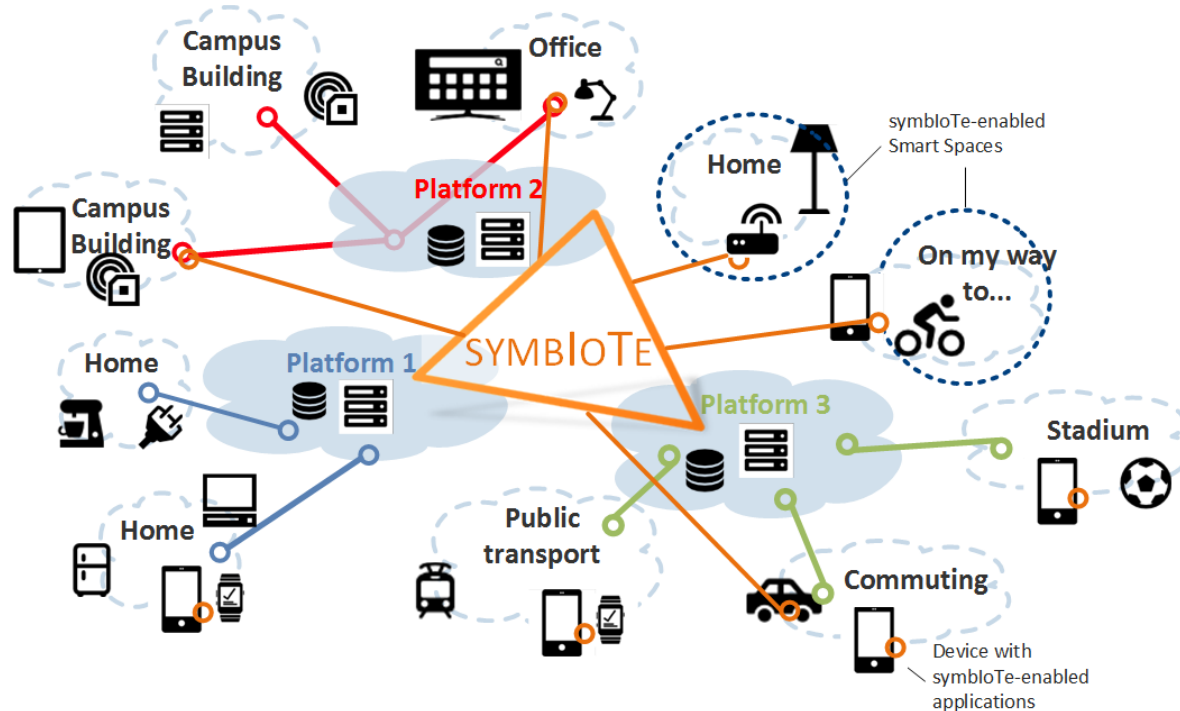 Campus
Building
Office
symbIoTe-enabled
Smart Spaces
Home
Platform 2
Campus
Building
On my way
to...
SYMBIOTE
Home
Platform 1
Platform 3
Stadium
Home
Public
transport
Commuting
Device with
symbIoTe-enabled
applications